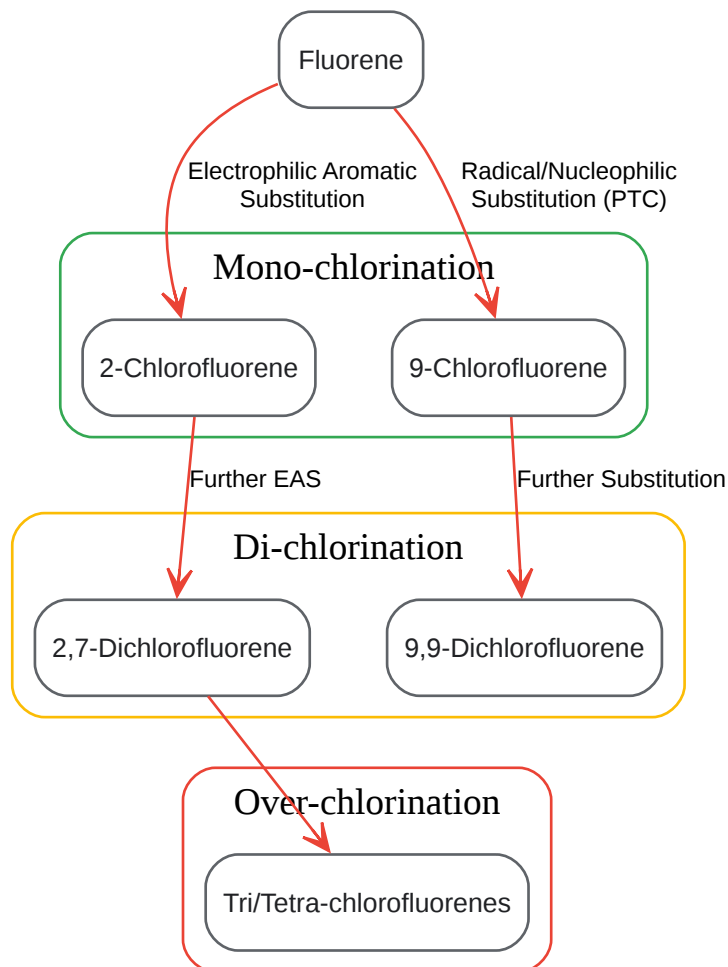 Fluorene
Electrophilic Aromatic
Substitution
Radical/Nucleophilic
Substitution (PTC)
Mono-chlorination
2-Chlorofluorene
9-Chlorofluorene
Further EAS
Further Substitution
Di-chlorination
2,7-Dichlorofluorene
9,9-Dichlorofluorene
Over-chlorination
Tri/Tetra-chlorofluorenes